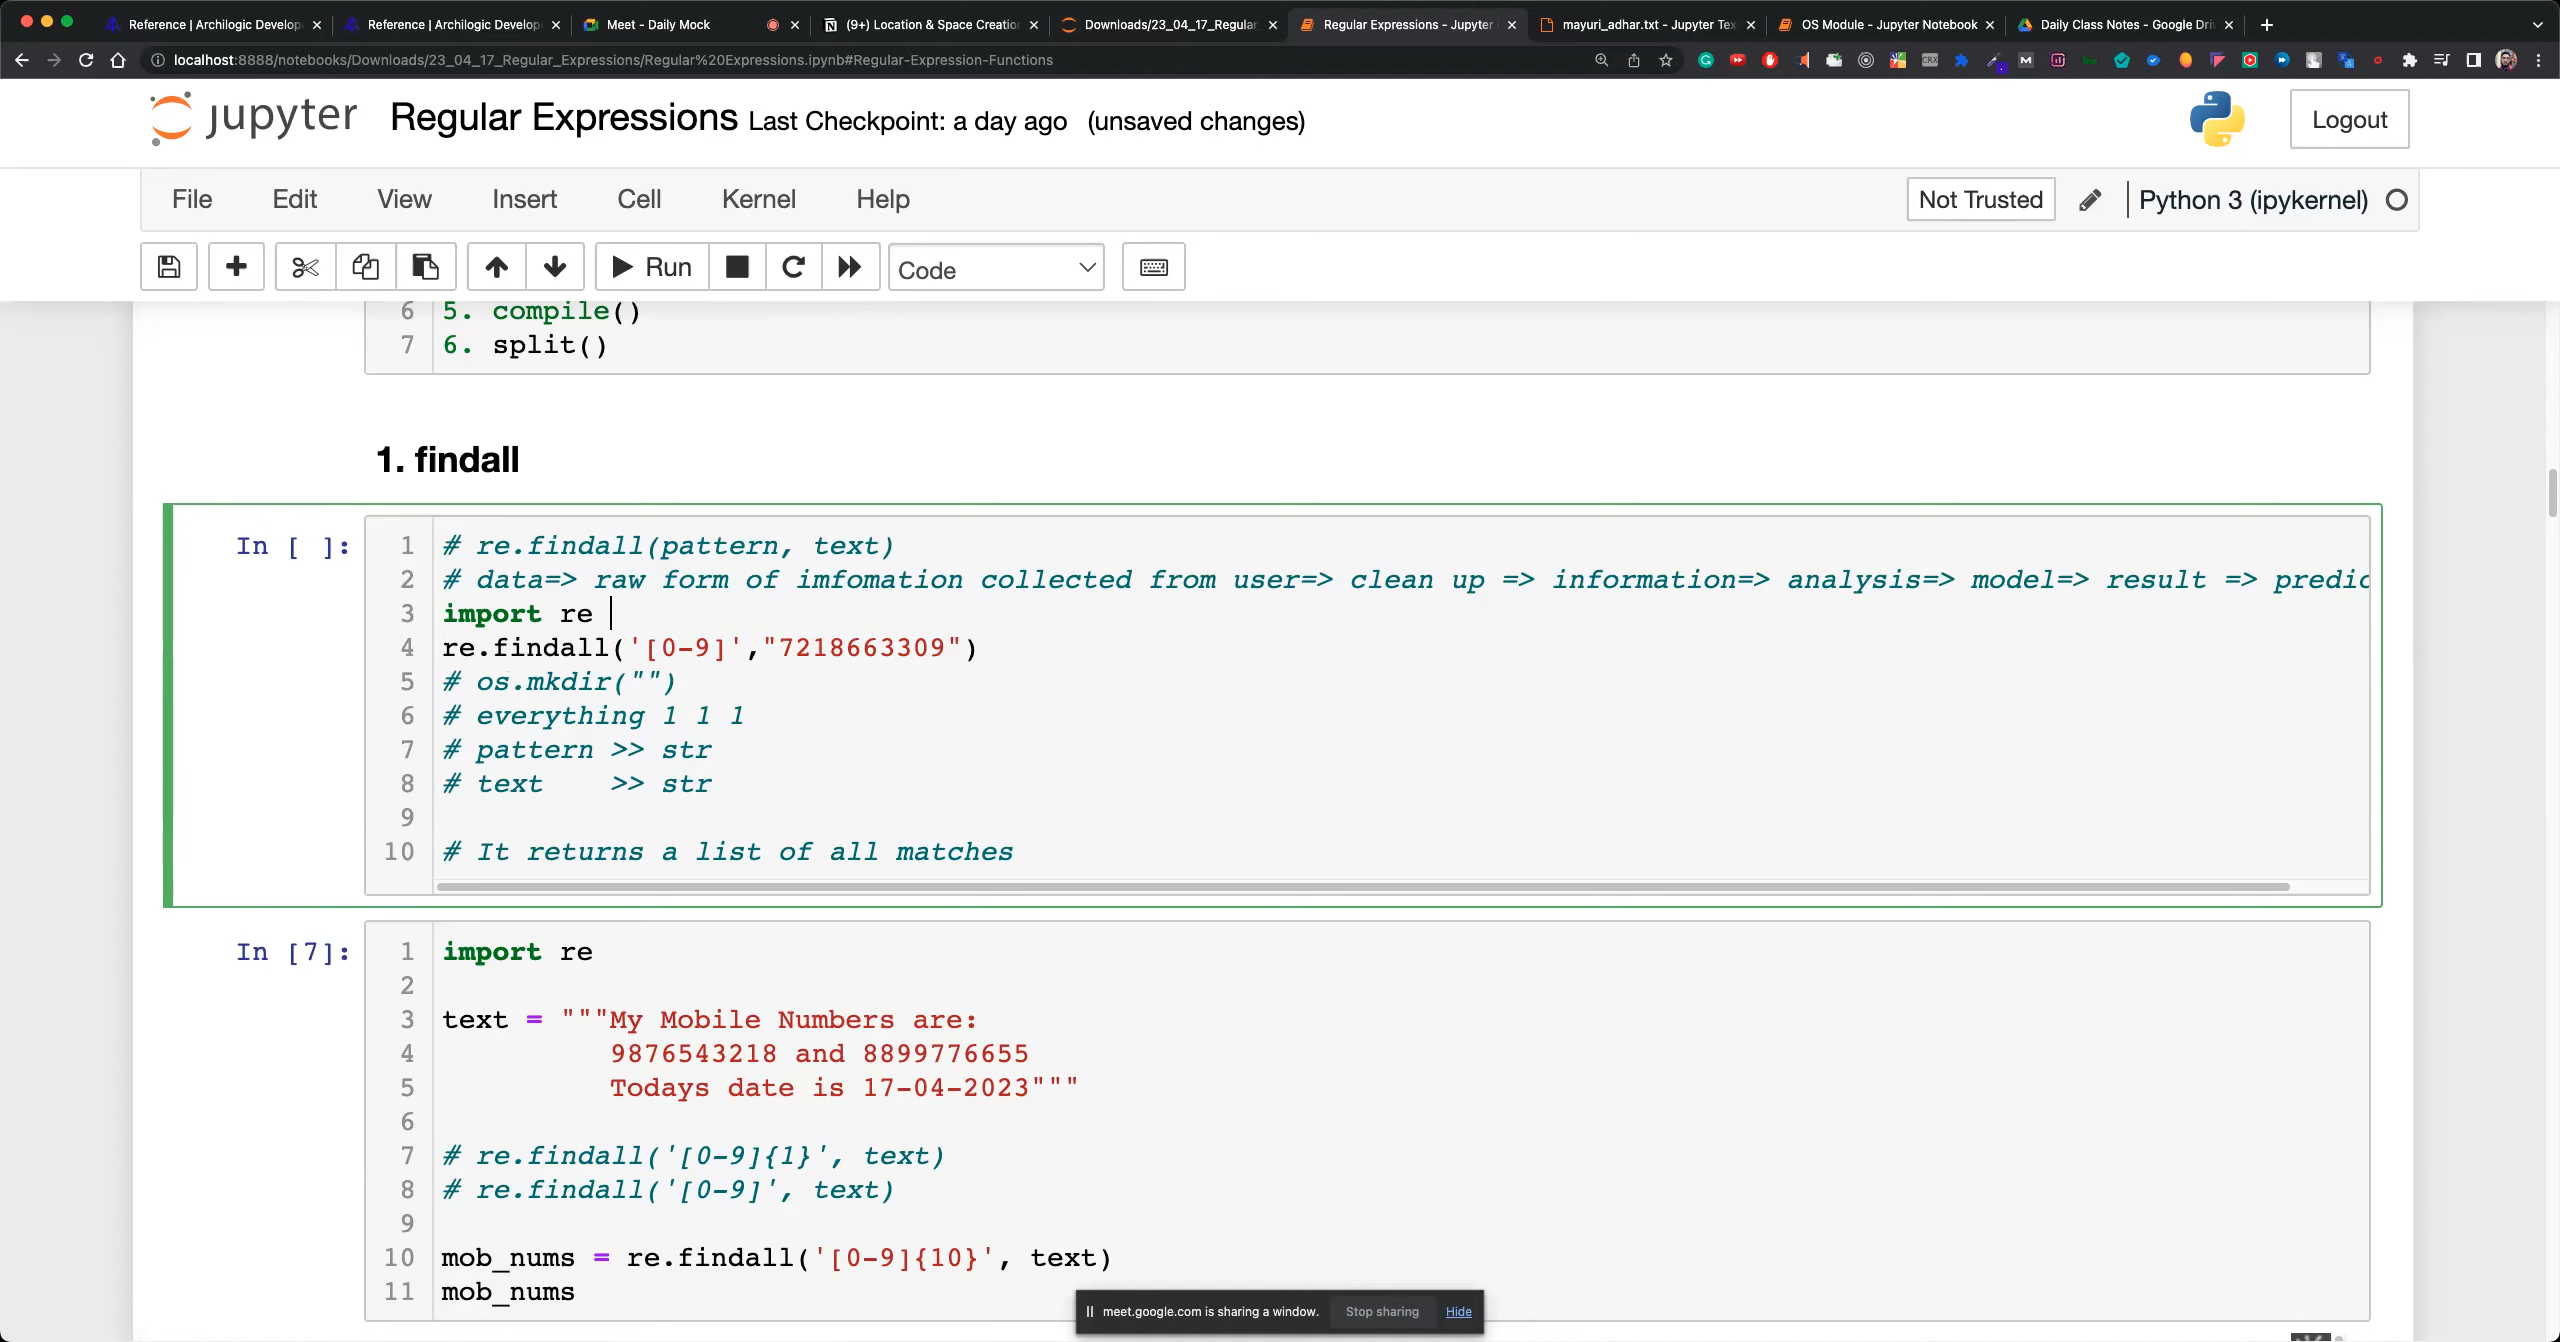 Reference | Archilogic Develop
Reference | Archilogic Develop
Meet - Daily Mock
(9+) Location & Space Creation
Downloads/23_04_17_Regular
Regular Expressions - Jupyter
mayuri_adhar.txt - Jupyter Tex
OS Module - Jupyter Notebook
Daily Class Notes - Google Dri
localhost:8888/notebooks/Downloads/23_04_17_Regular_Expressions/Regular%20Expressions.ipynb#Regular-Expression-Functions
jupyter Regular Expressions Last Checkpoint: a day ago (unsaved changes)
Logout
File Edit View Insert Cell Kernel Help
Not Trusted
Python 3 (ipykernel)
Run
Code
6 5. compile()
7 6. split()
1. findall
In [ ]:
1 # re.findall(pattern, text)
2 # data=> raw form of imfomation collected from user=> clean up => information=> analysis=> model=> result => predic
3 import re
4 re.findall('[0-9]',"7218663309")
5 # os.mkdir("")
6 # everything 1 1 1
7 # pattern >> str
8 # text    >> str
9
10 # It returns a list of all matches
In [7]:
1 import re
2
3 text = """My Mobile Numbers are:
4 9876543218 and 8899776655
5 Todays date is 17-04-2023"""
6
7 # re.findall('[0-9]{1}', text)
8 # re.findall('[0-9]', text)
9
10 mob_nums = re.findall('[0-9]{10}', text)
11 mob_nums
meet.google.com is sharing a window.
Stop sharing
Hide